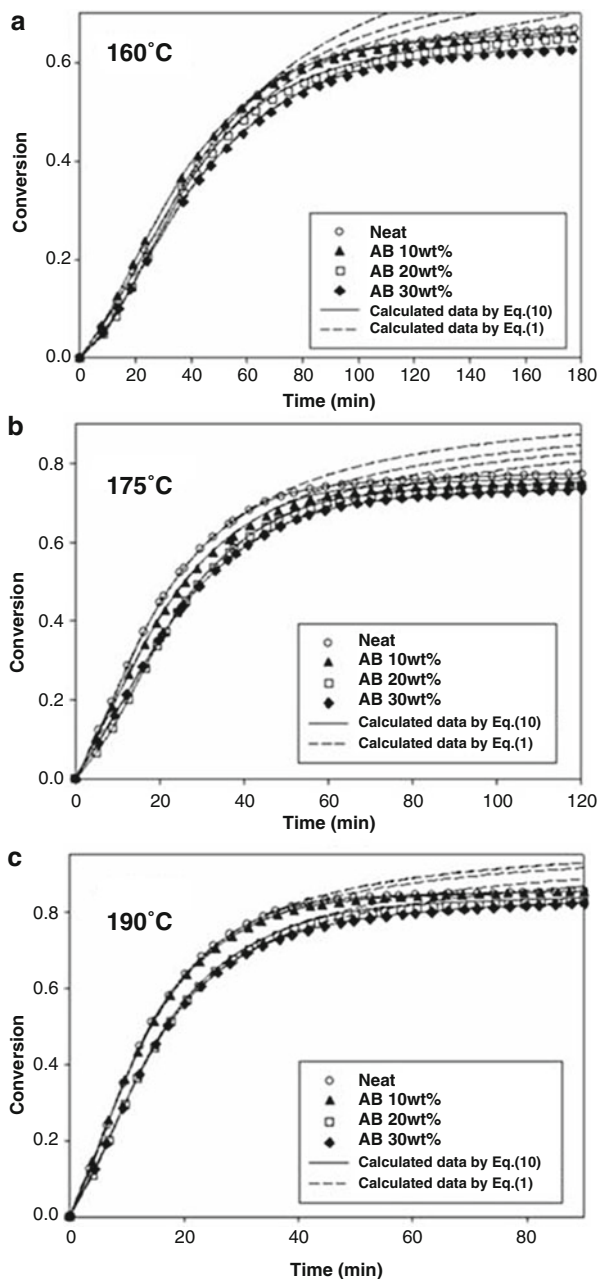 a
160°C
0.6
0.4
0.2
0.0
Conversion
Neat
AB 10wt%
AB 20wt%
AB 30wt%
Calculated data by Eq.(10)
Calculated data by Eq.(1)
0 20 40 60 80 100 120 140 160 180
Time (min)
b
175°C
0.8
0.6
0.4
0.2
0.0
Conversion
Neat
AB 10wt%
AB 20wt%
AB 30wt%
Calculated data by Eq.(10)
Calculated data by Eq.(1)
0 20 40 60 80 100 120
Time (min)
c
190°C
0.8
0.6
0.4
0.2
0.0
Conversion
Neat
AB 10wt%
AB 20wt%
AB 30wt%
Calculated data by Eq.(10)
Calculated data by Eq.(1)
0 20 40 60 80
Time (min)